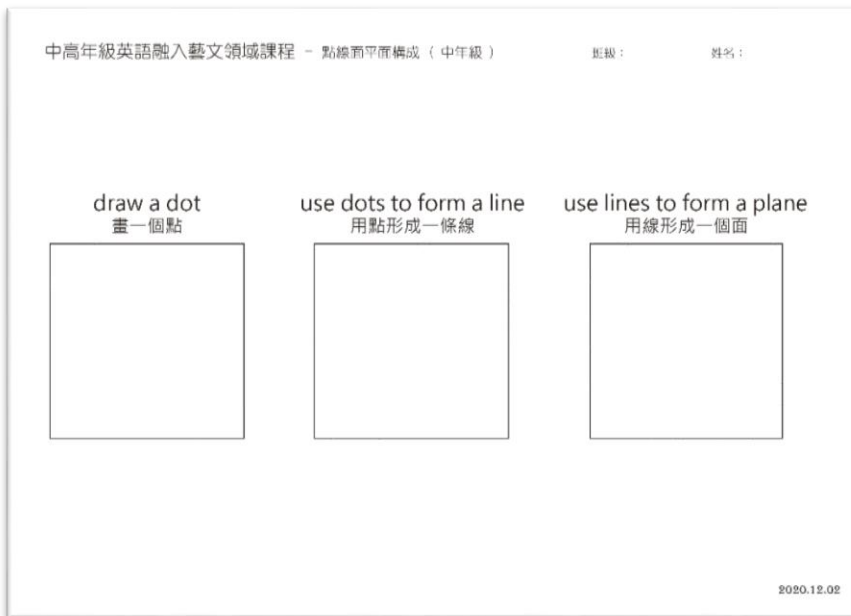 中高年級英語融入藝文領域課程 - 點線面平面構成 ( 中年級 ) 班級： 姓名：
draw a dot
畫一個點
use dots to form a line
用點形成一條線
use lines to form a plane
用線形成一個面
2020.12.02